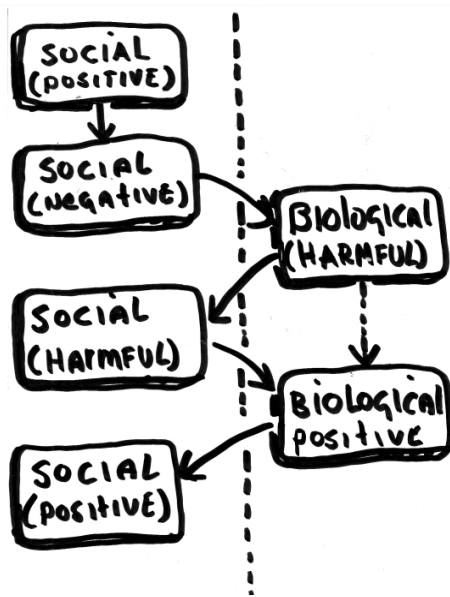 SOCIAL
(POSITIVE)
SOCIAL
(NEGATIVE)
BIOLOGICAL
(HARMFUL)
SOCIAL
(HARMFUL)
BIOLOGICAL
POSITIVE
SOCIAL
(POSITIVE)